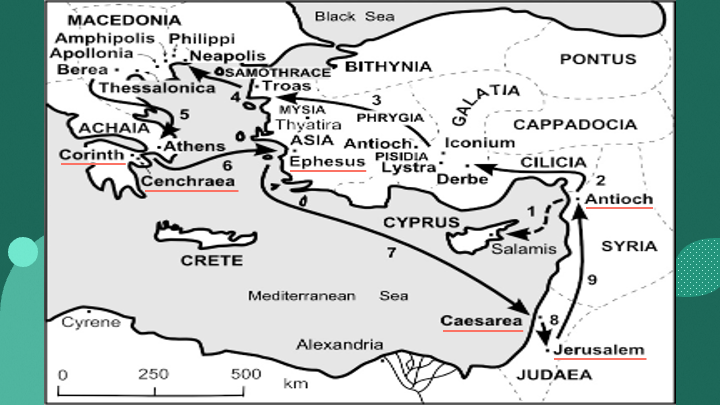 Black Sea
MACEDONIA
Amphipolis
Philippi
Apollonia
Neapolis
Berea
SAMOTHRACE
BITHYNIA
PONTUS
Thessalonica
4
Troas
3
GALATIA
MYSIA
PHRYGIA
5
Thyatira
CAPPADOCIA
ACHAIA
Athens
ASIA
Antioch
Iconium
Corinth
6
Ephesus
PISIDIA
Lystra
CILICIA
Cenchraea
Derbe
2
Antioch
1
CYPRUS
Salamis
SYRIA
7
CRETE
9
Mediterranean Sea
Caesarea
8
Cyrene
Alexandria
Jerusalem
JUDAEA
0 250 500 km